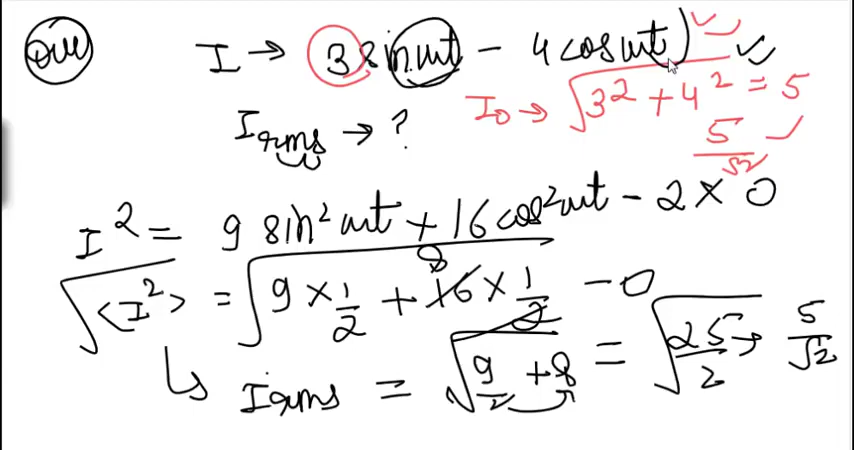 Que I → 3 sin ωt - 4 cos ωt)
I₀ → √3² + 4² = 5
Irms → ?
5/√2
I² = 9 sin² ωt + 16 cos² ωt - 2 × 0
√<I²> = √9 × 1/2 + 16 × 1/2 - 0
8
↳ Irms = √9/2 + 8 = √25/2 → 5/√2